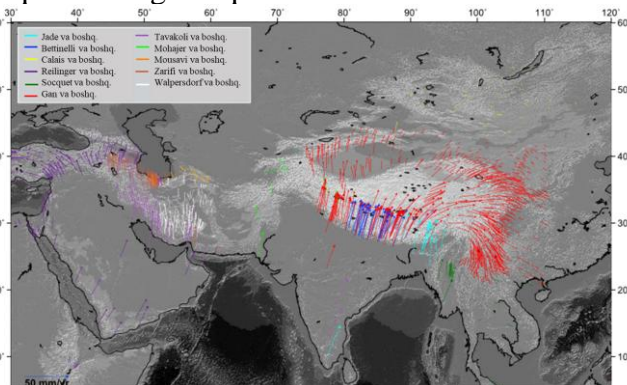 30° 40° 50° 60° 70° 80° 90° 100° 110° 120°
60°
Jade va boshq.
Bettinelli va boshq.
Calais va boshq.
Reilinger va boshq.
Socquet va boshq.
Gan va boshq.
Tavakoli va boshq.
Mohajer va boshq.
Mousavi va boshq.
Zarifi va boshq.
Walpersdorf va boshq.
50°
40°
30°
20°
10°
50 mm/yr